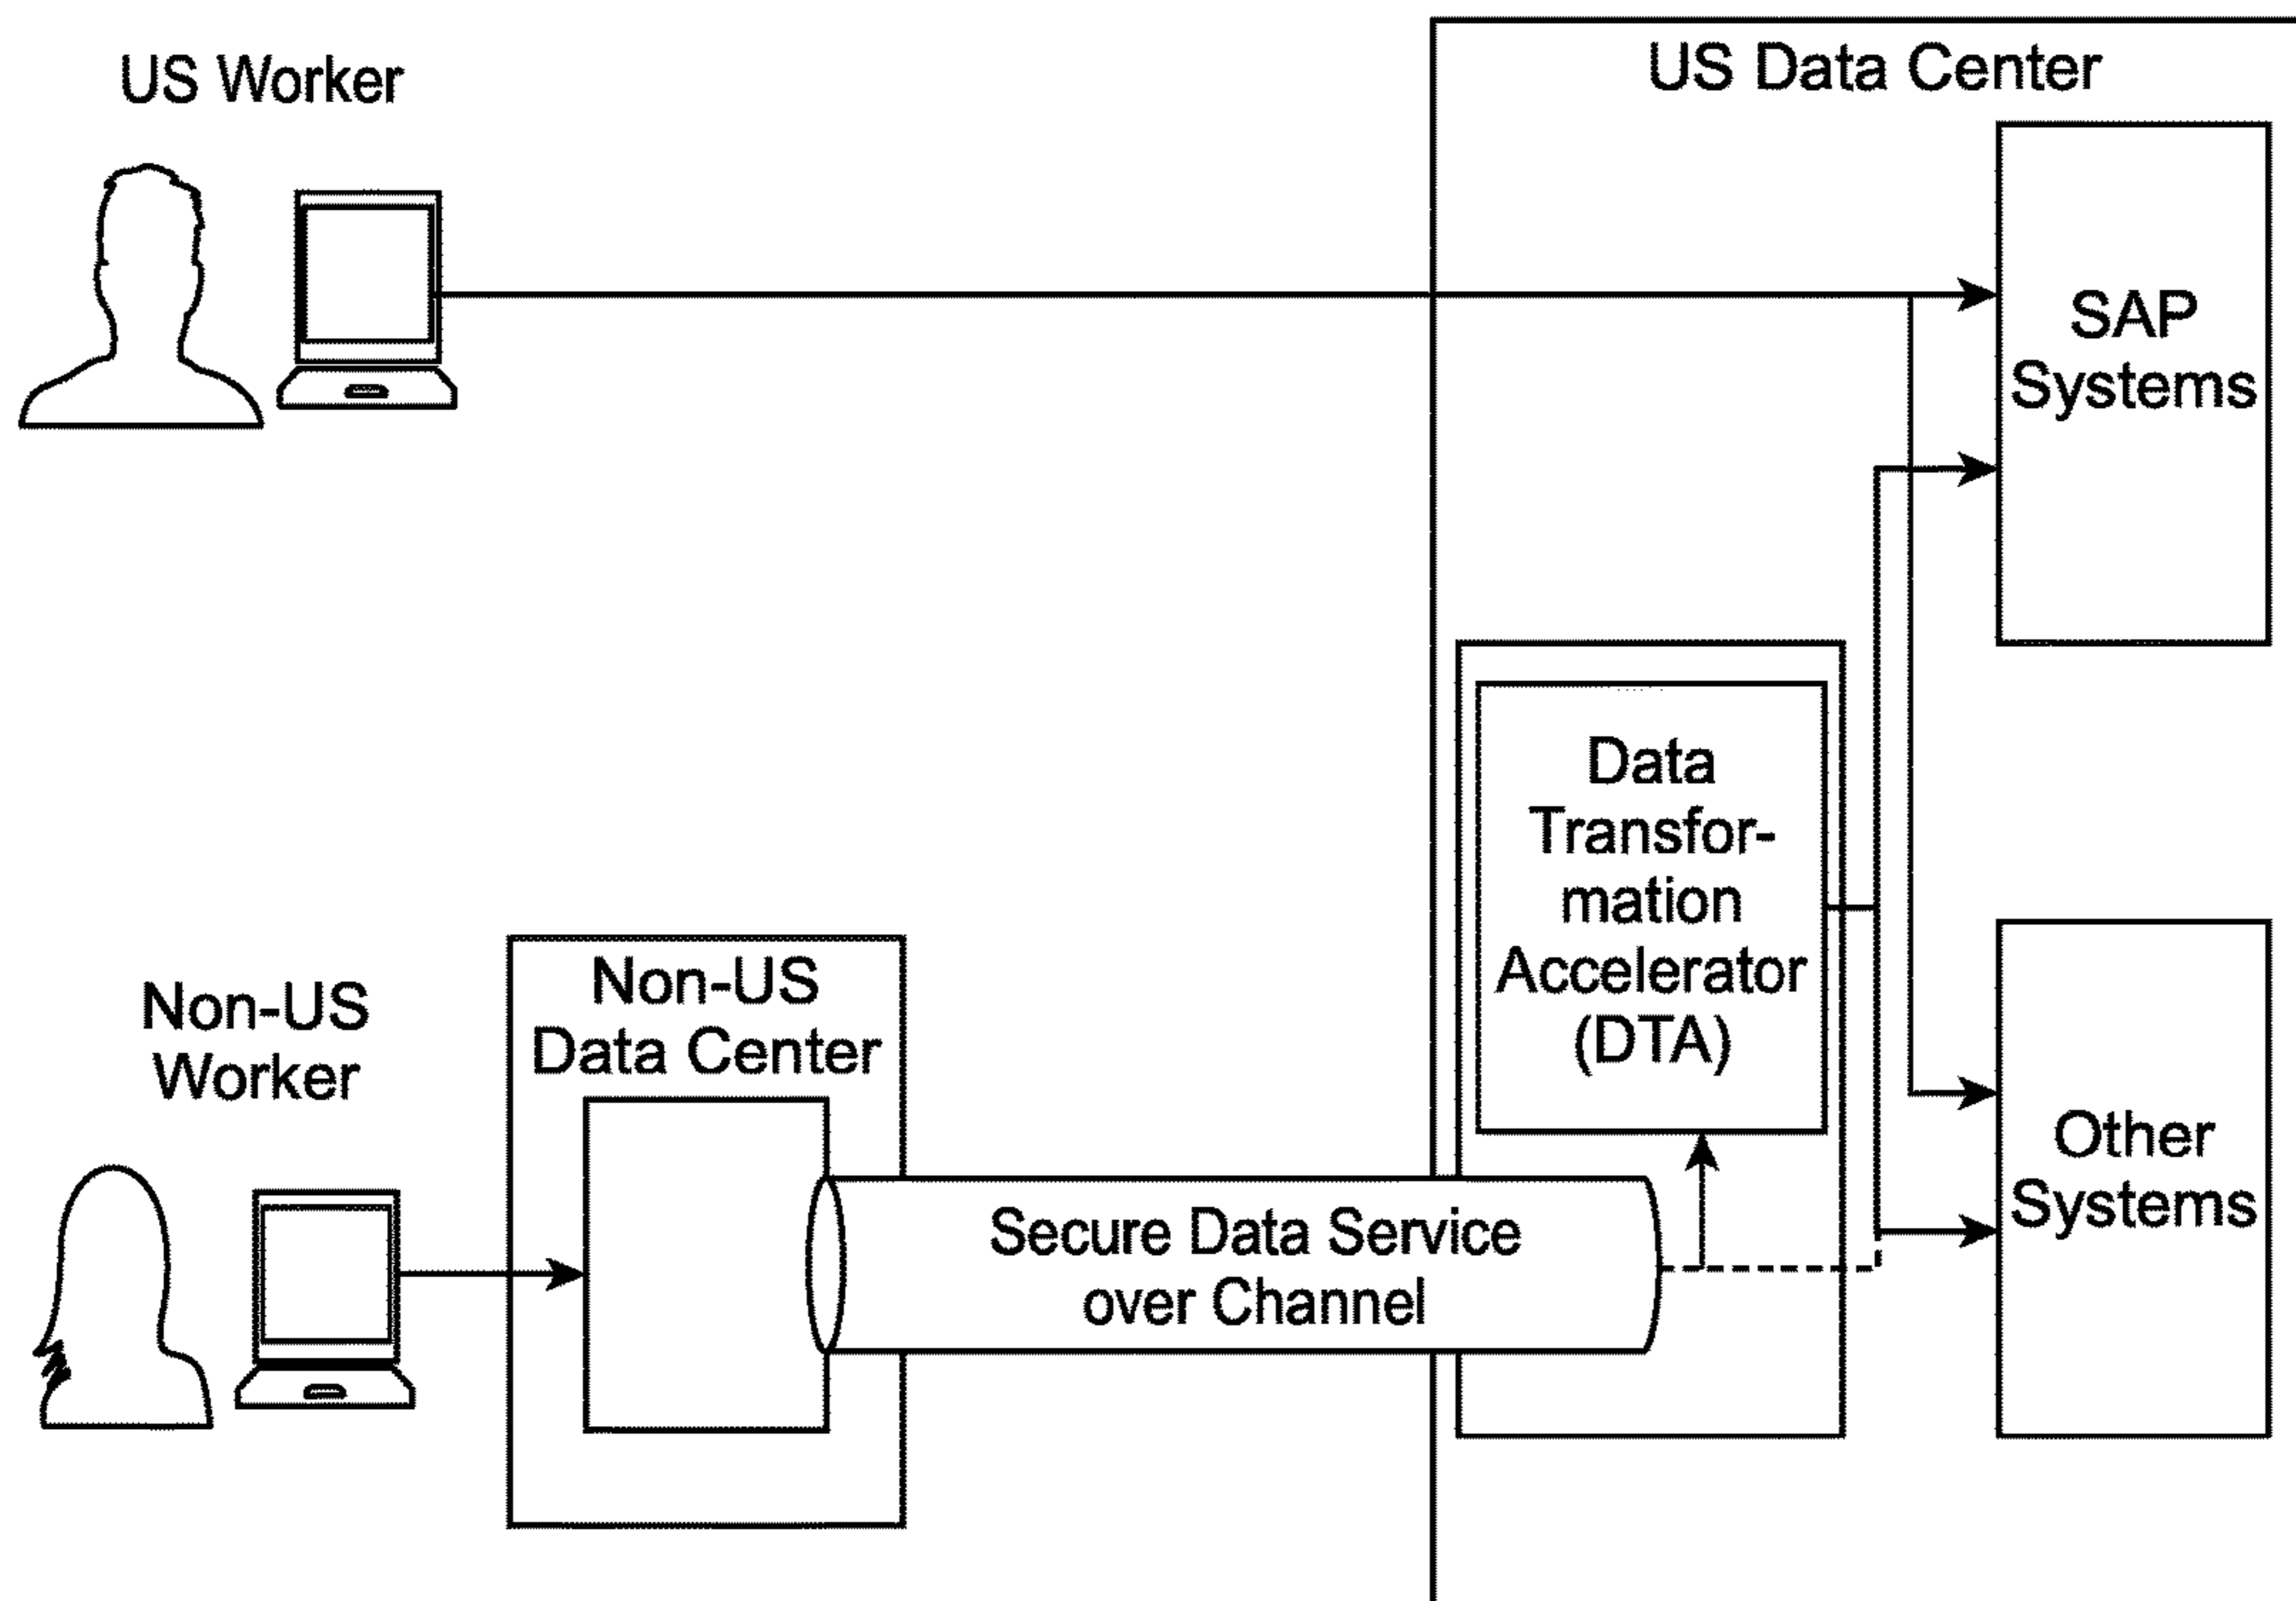 US Worker
US Data Center
SAP
Systems
Data
Transfor-
mation
Accelerator
(DTA)
Non-US
Worker
Non-US
Data Center
Secure Data Service
over Channel
Other
Systems